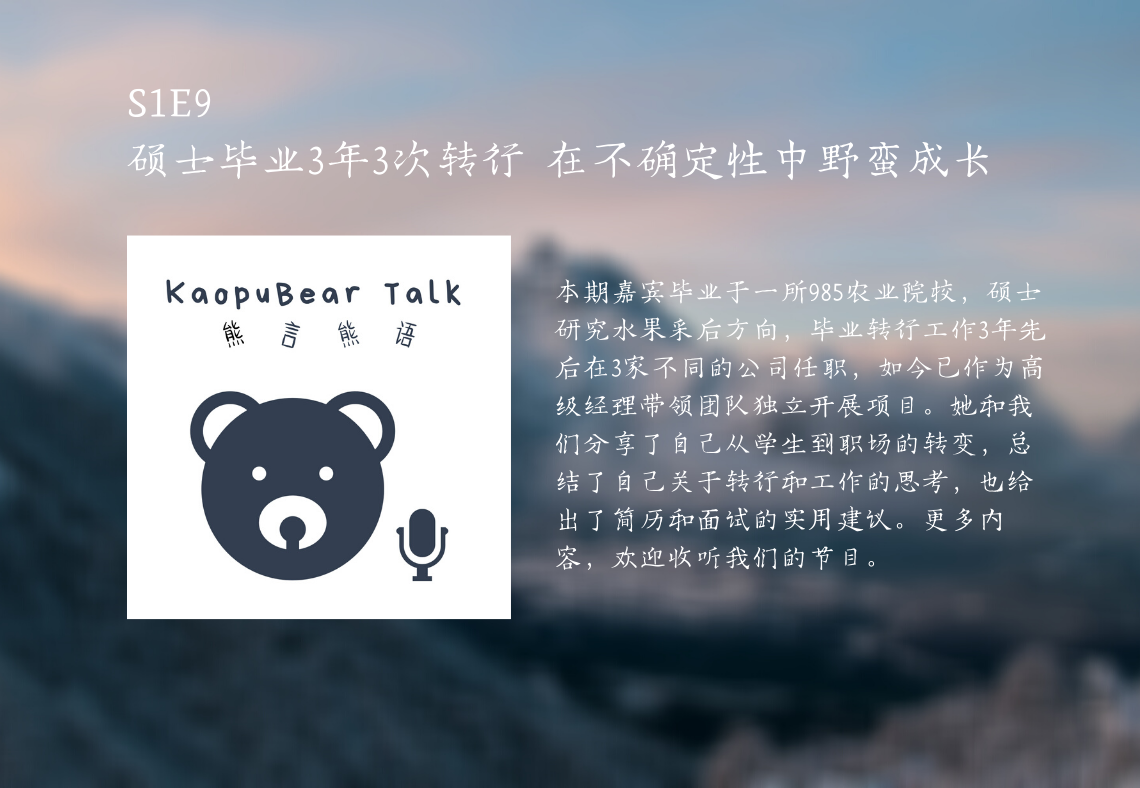 S1E9
硕士毕业3年3次转行 在不确定性中野蛮成长
KaopuBear Talk
熊言熊语
本期嘉宾毕业于一所985农业院校，硕士
研究水果采后方向，毕业转行工作3年先
后在3家不同的公司任职，如今已作为高
级经理带领团队独立开展项目。她和我
们分享了自己从学生到职场的转变，总
结了自己关于转行和工作的思考，也给
出了简历和面试的实用建议。更多内
容，欢迎收听我们的节目。